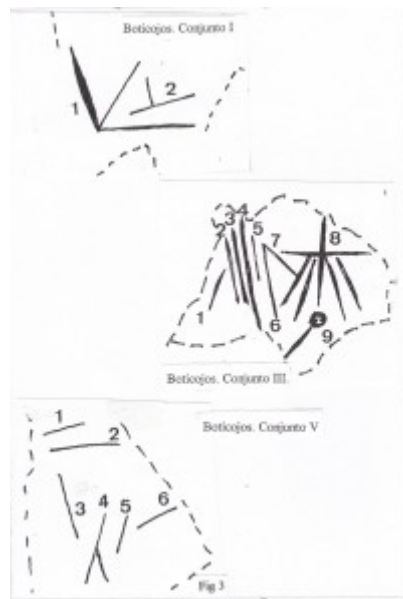 Boticojos. Conjunto I
1
2
2 3 4 5
7
8
1
6
9
Boticojos. Conjunto III.
Boticojos. Conjunto V
1
2
3 4 5 6
Fig 3